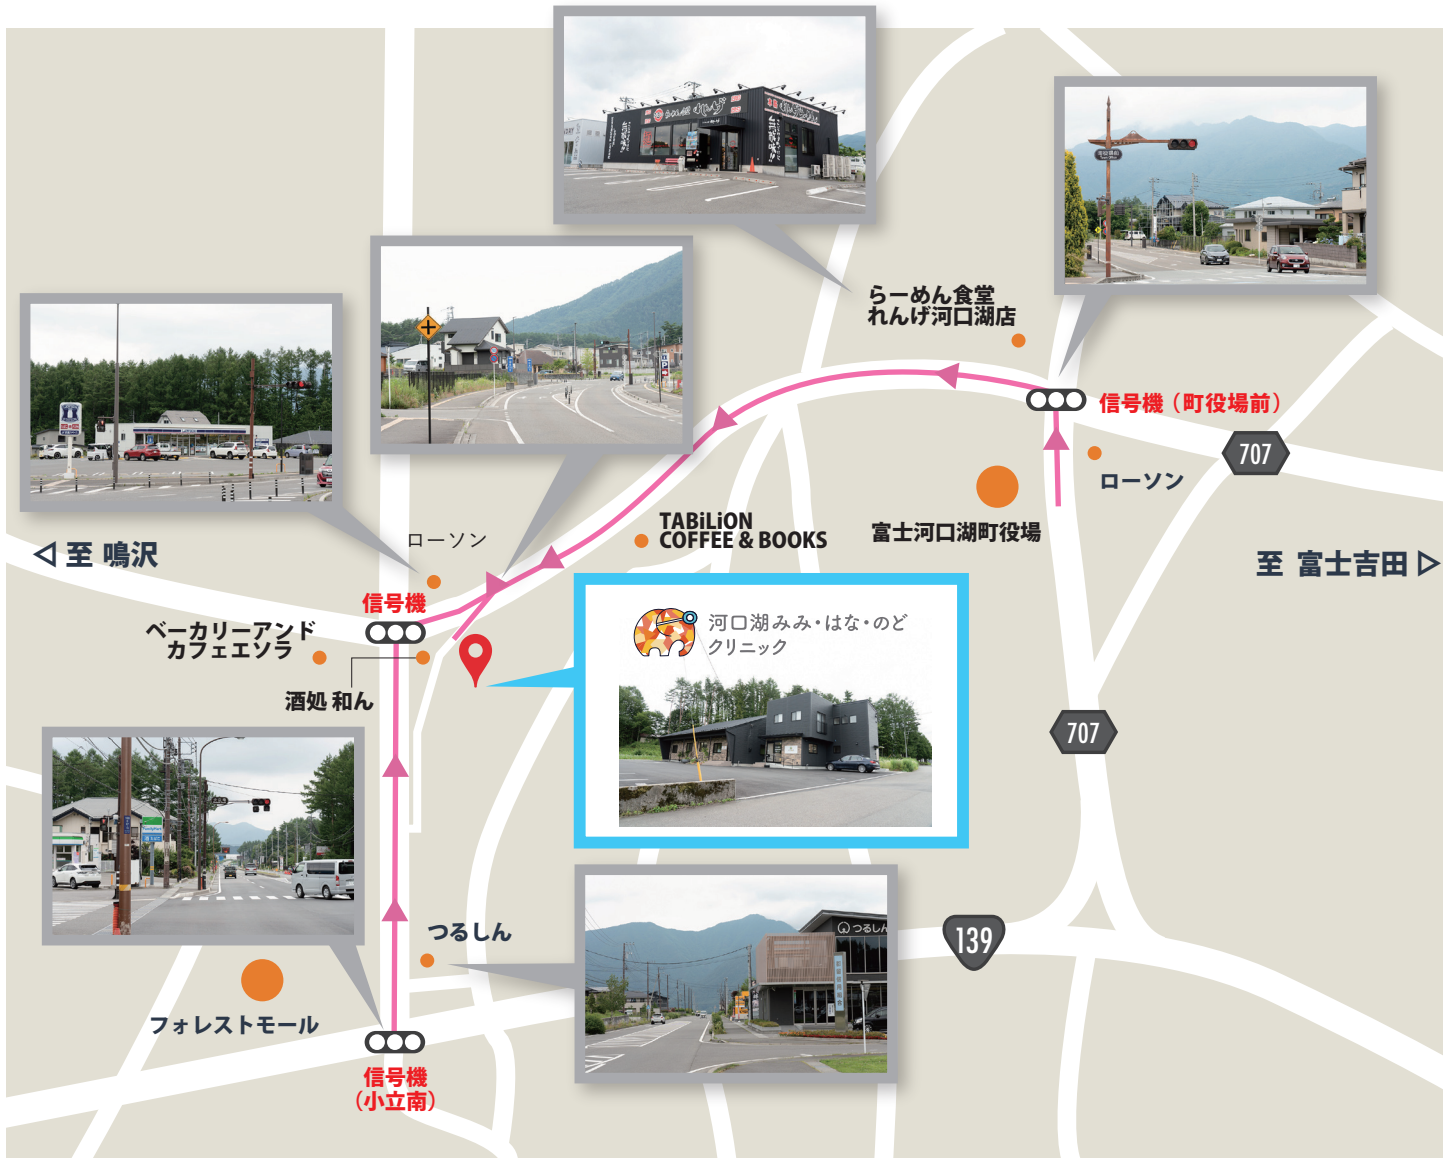 らーめん食堂
れんげ河口湖店
信号機（町役場前）
707
ローソン
富士河口湖町役場
TABiLiON
COFFEE & BOOKS
至 鳴沢
ローソン
至 富士吉田
信号機
ベーカリーアンド
カフェエソラ
酒処 和ん
河口湖みみ・はな・のど
クリニック
707
つるしん
つるしん
139
フォレストモール
信号機
（小立南）